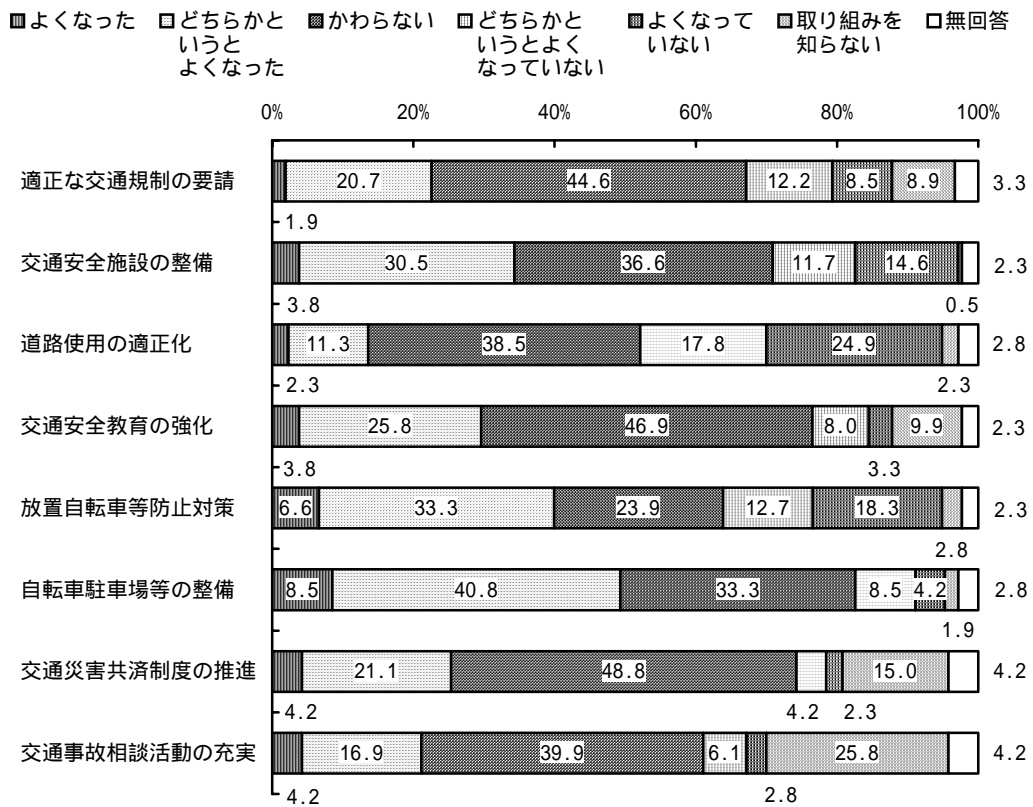 よくなった どちらかと かわらない どちらかと よくなって 取り組みを 無回答
いうと いうとよく いない 知らない
よくなった なっていない
0% 20% 40% 60% 80% 100%
適正な交通規制の要請 20.7 44.6 12.2 8.5 8.9 3.3
1.9
交通安全施設の整備 30.5 36.6 11.7 14.6 2.3
3.8 0.5
道路使用の適正化 11.3 38.5 17.8 24.9 2.8
2.3 2.3
交通安全教育の強化 25.8 46.9 8.0 9.9 2.3
3.8 3.3
放置自転車等防止対策 6.6 33.3 23.9 12.7 18.3 2.3
2.8
自転車駐車場等の整備 8.5 40.8 33.3 8.5 4.2 2.8
1.9
交通災害共済制度の推進 21.1 48.8 15.0 4.2
4.2 4.2 2.3
交通事故相談活動の充実 16.9 39.9 6.1 25.8 4.2
4.2 2.8